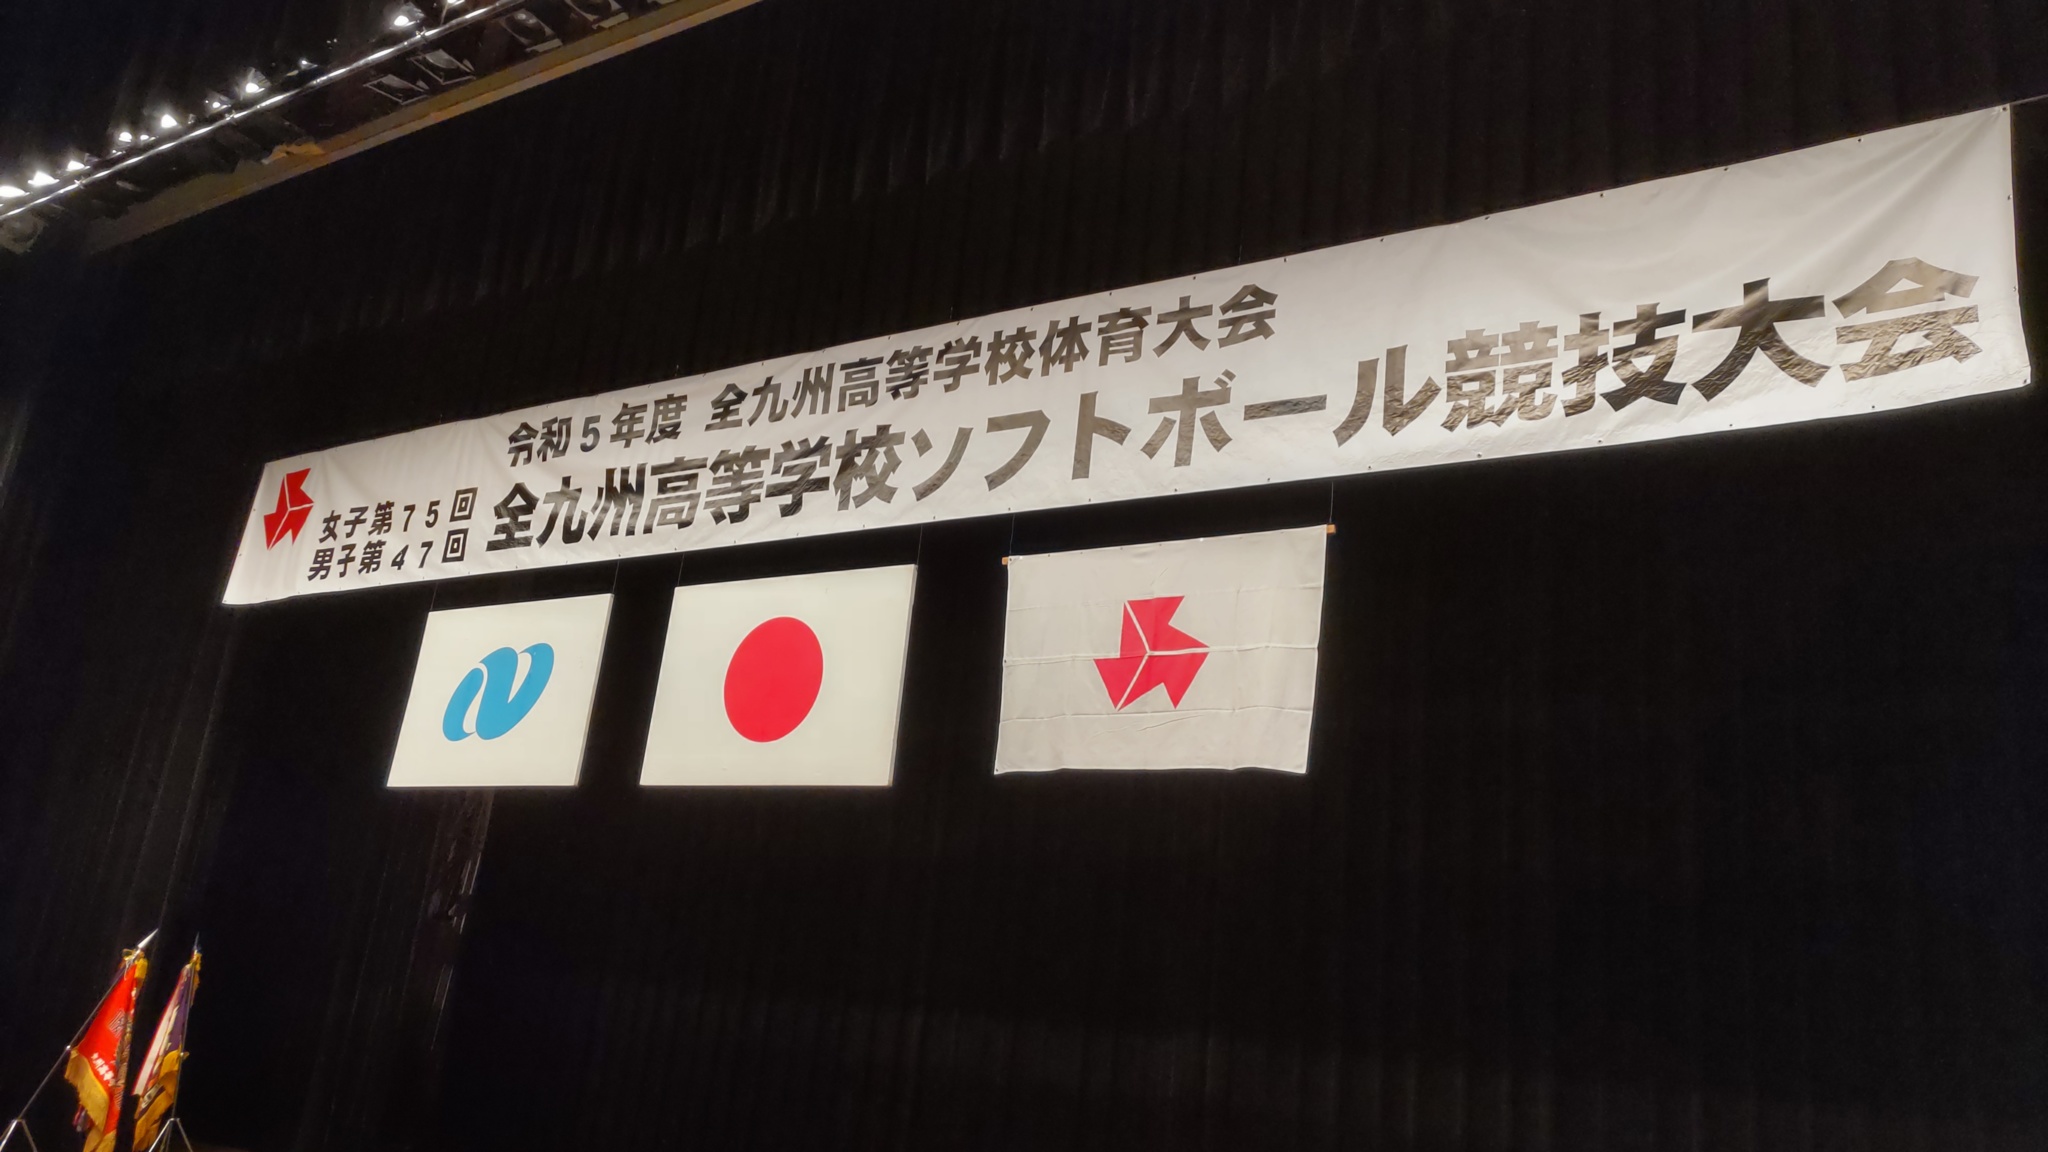 令和5年度 全九州高等学校体育大会
女子第75回
男子第47回
全九州高等学校ソフトボール競技大会